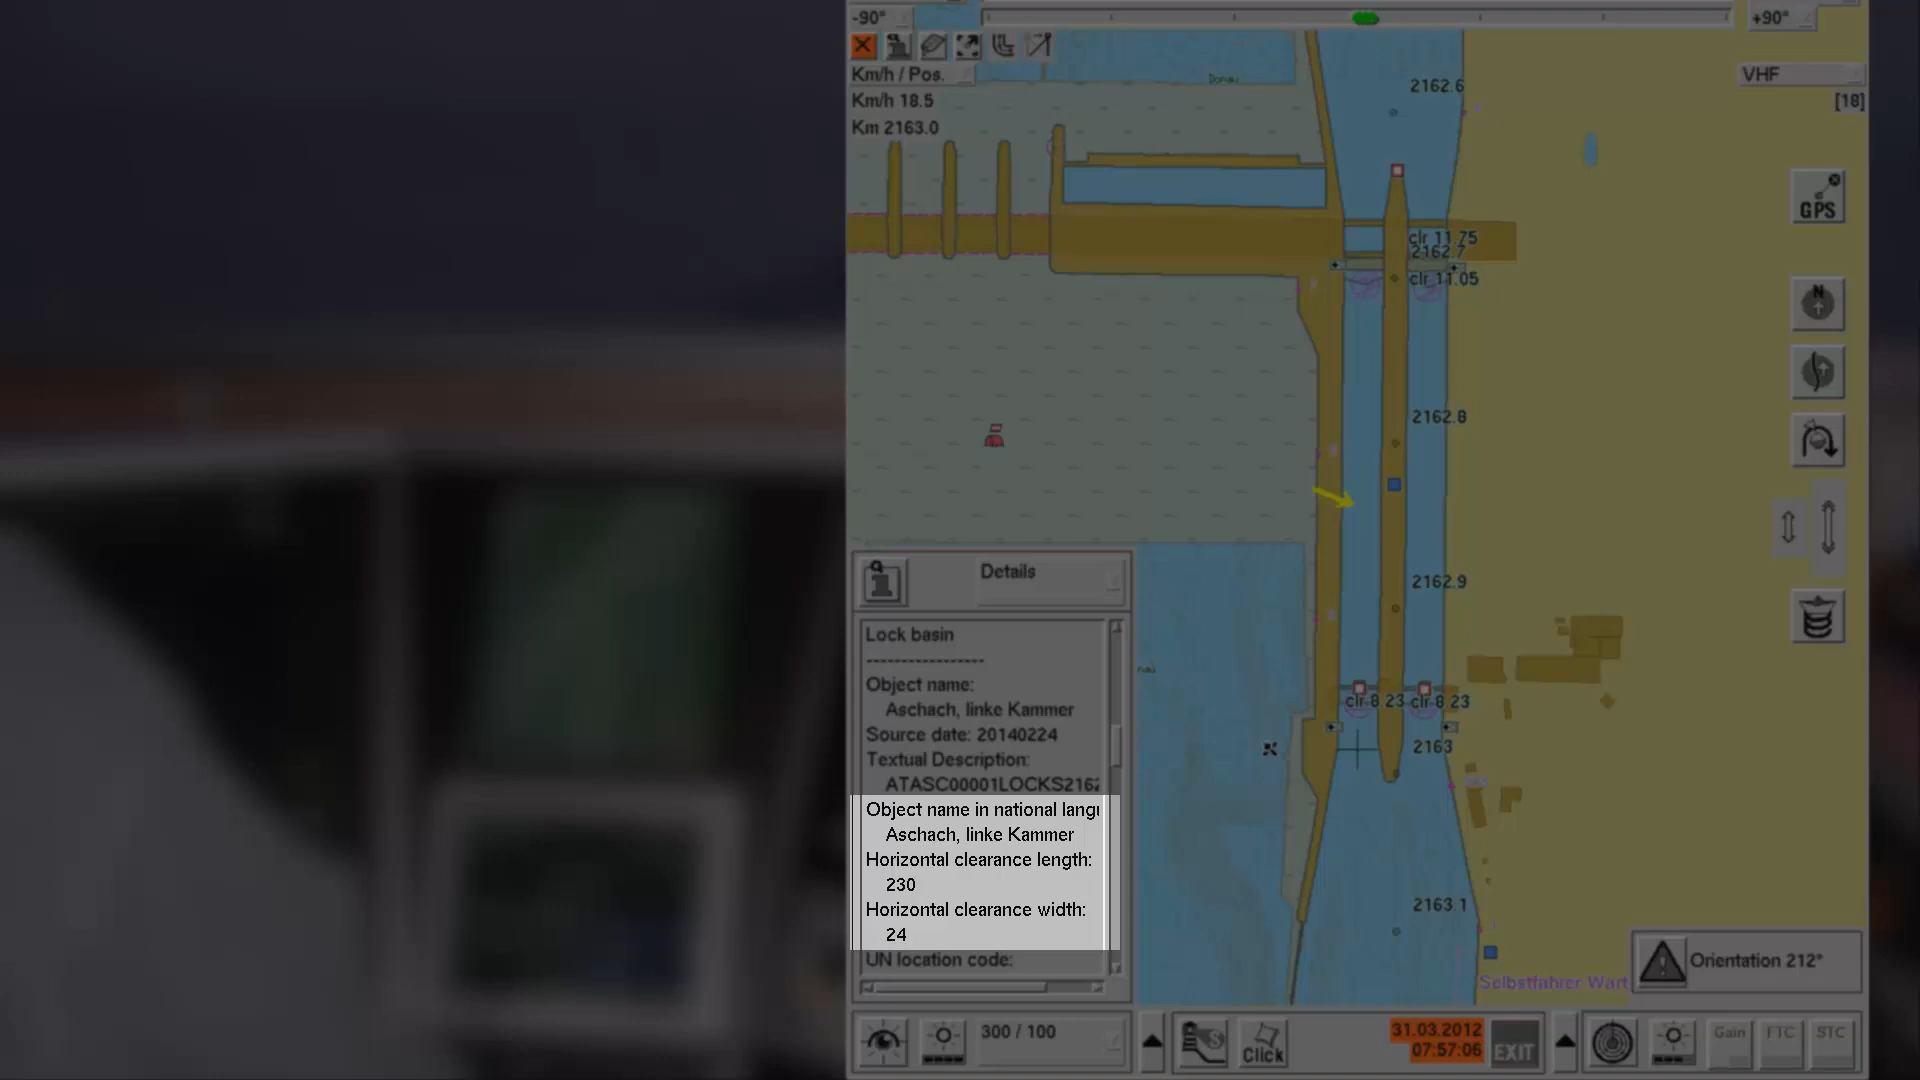 -90°
+90°
Km/h / Pos.
Km/h 18.5
Km 2163.0
Donau
VHF
[18]
2162.6
GPS
clr 11.75
2162.7
clr 11.05
N
2162.8
2162.9
clr 8.23
clr 8.23
2163
2163.1
Details
Lock basin
------------------
Object name:
Aschach, linke Kammer
Source date: 20140224
Textual Description:
ATASC00001LOCKS2162
Object name in national langu
Aschach, linke Kammer
Horizontal clearance length:
230
Horizontal clearance width:
24
UN location code:
Selbstfahrer Wart
Orientation 212°
300 / 100
Click
31.03.2012
07:57:06
EXIT
Gain
FTC
STC